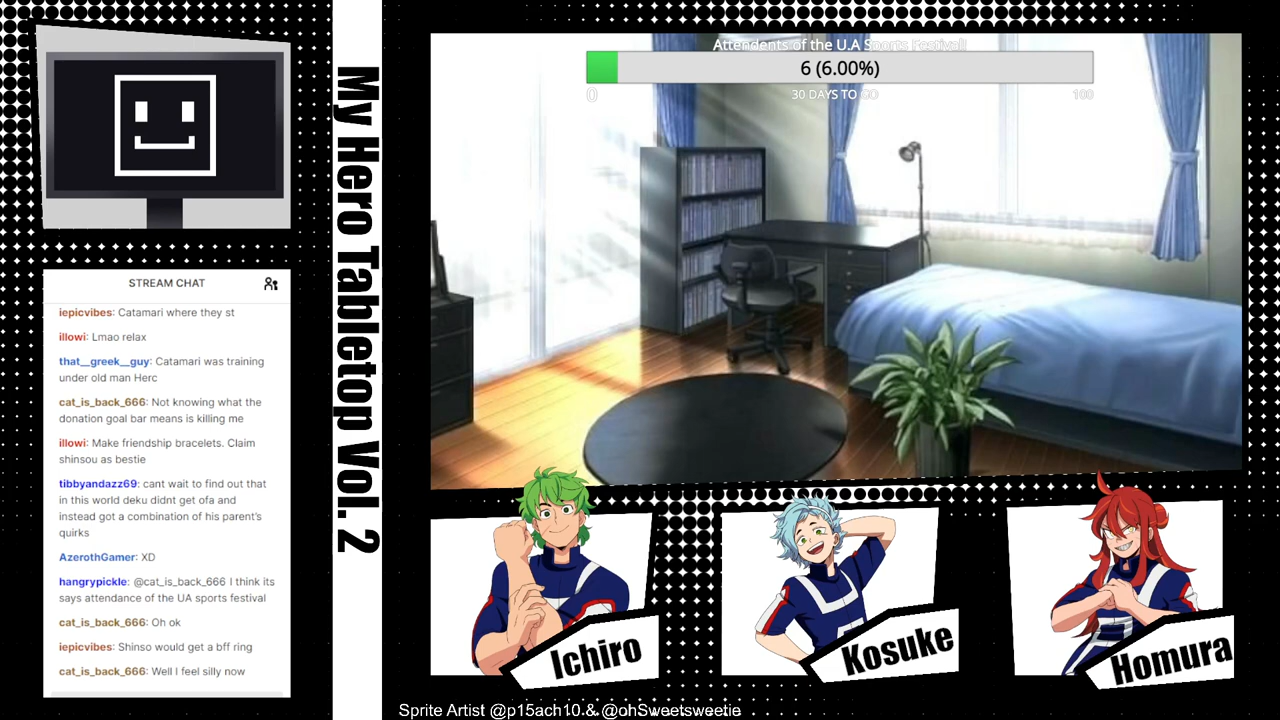 My Hero Tabletop Vol. 2
STREAM CHAT
iepicvibes: Catamari where they st
illowi: Lmao relax
that__greek__guy: Catamari was training
under old man Herc
cat_is_back_666: Not knowing what the
donation goal bar means is killing me
illowi: Make friendship bracelets. Claim
shinsou as bestie
tibbyandazz69: cant wait to find out that
in this world deku didnt get ofa and
instead got a combination of his parent's
quirks
AzerothGamer: XD
hangrypickle: @cat_is_back_666 I think its
says attendance of the UA sports festival
cat_is_back_666: Oh ok
iepicvibes: Shinso would get a bff ring
cat_is_back_666: Well I feel silly now
Attendents of the U.A Sports Festival!
6 (6.00%)
0 30 DAYS TO GO 100
Ichiro
Kosuke
Homura
Sprite Artist @p15ach10 & @ohSweetsweetie